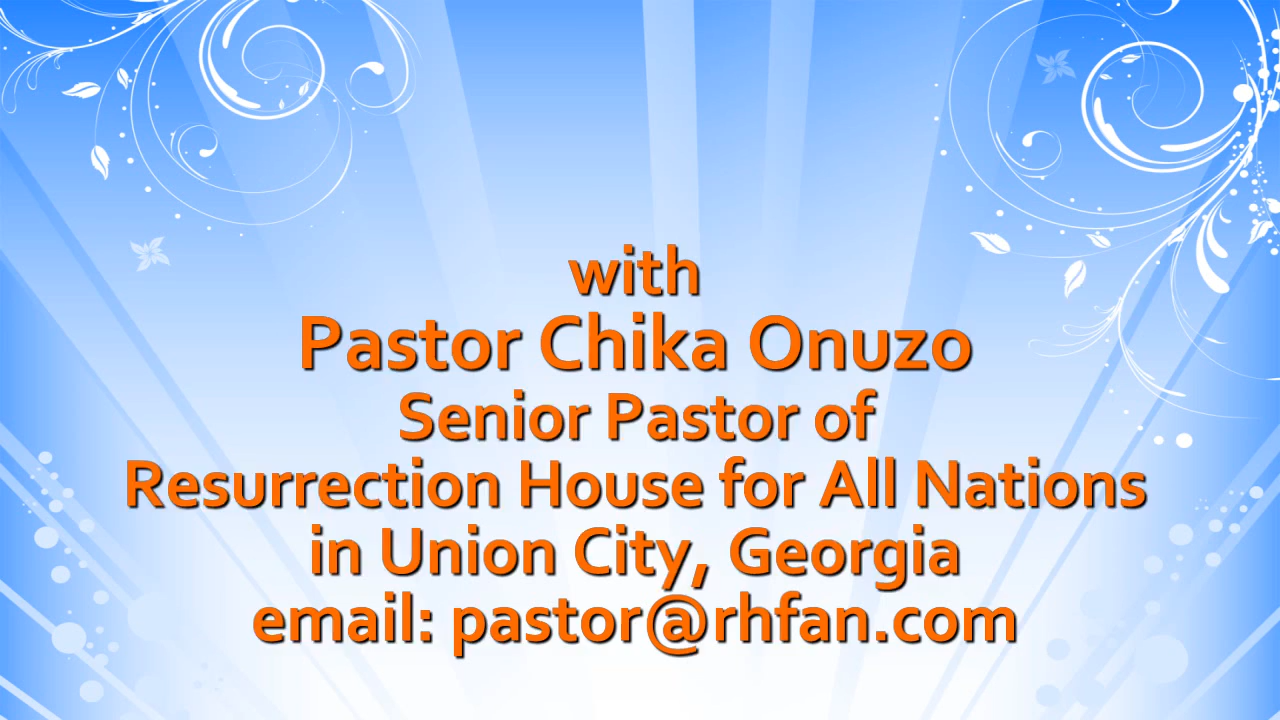 with
Pastor Chika Onuzo
Senior Pastor of
Resurrection House for All Nations
in Union City, Georgia
email: pastor@rhfan.com